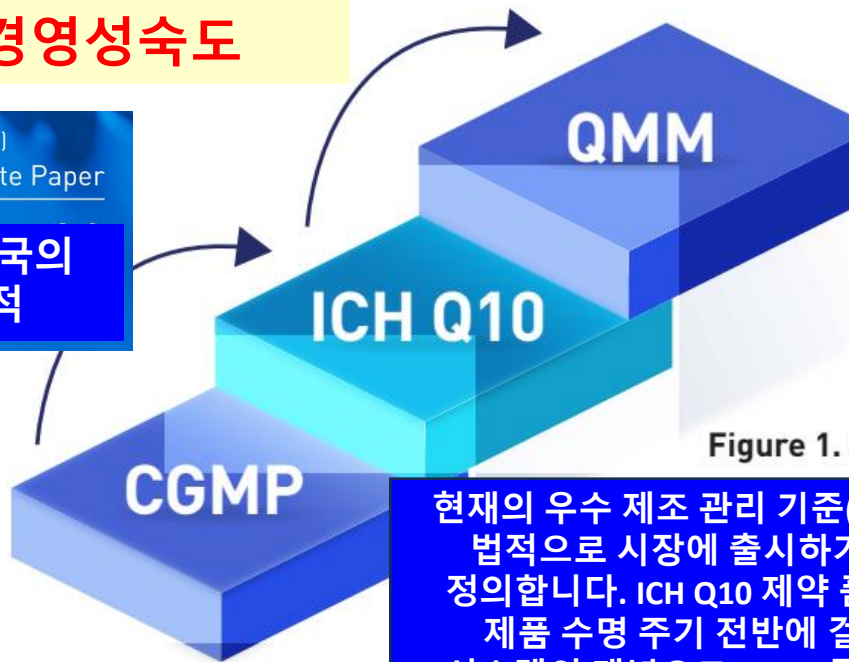 경영성숙도
)
te Paper
국의
적
QMM
ICH Q10
CGMP
Figure 1.
현재의 우수 제조 관리 기준(
법적으로 시장에 출시하기
정의합니다. ICH Q10 제약 품
제품 수명 주기 전반에 걸